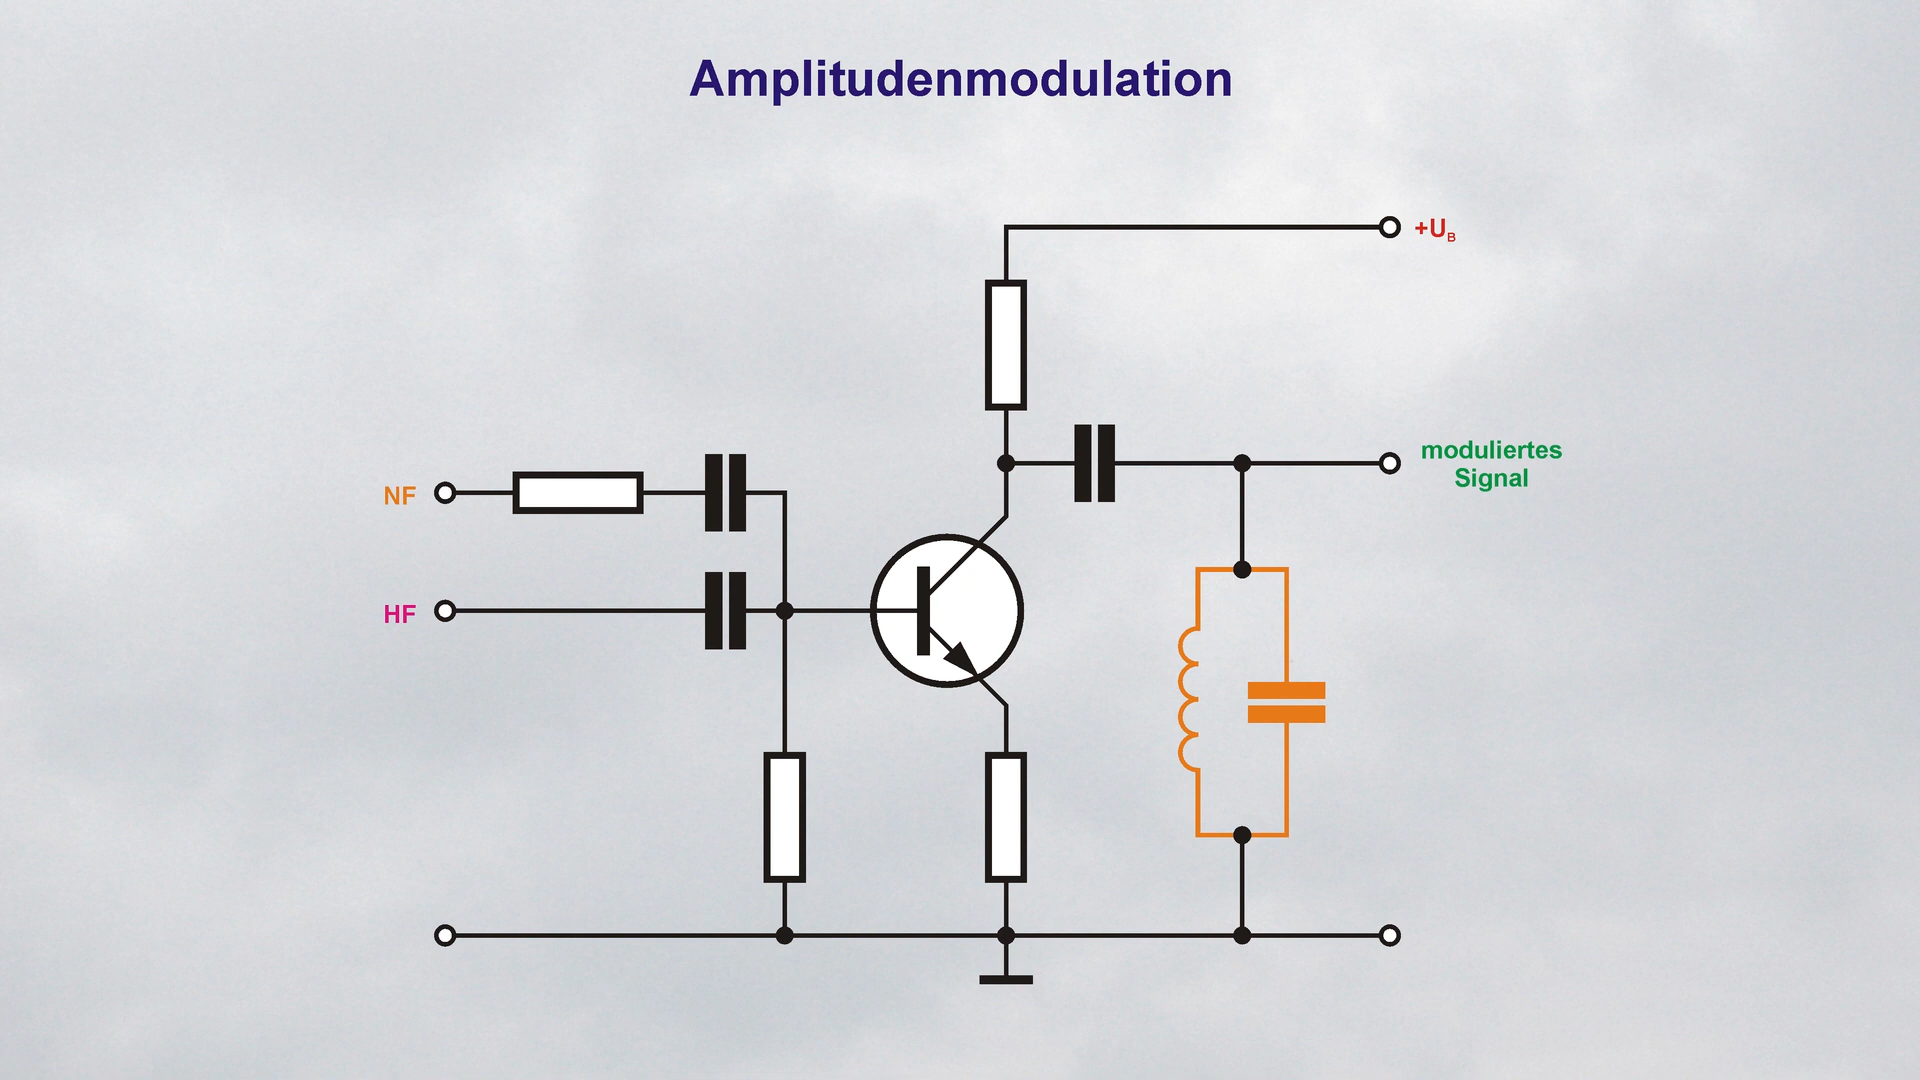 Amplitudenmodulation
+UB
moduliertes
Signal
NF
HF